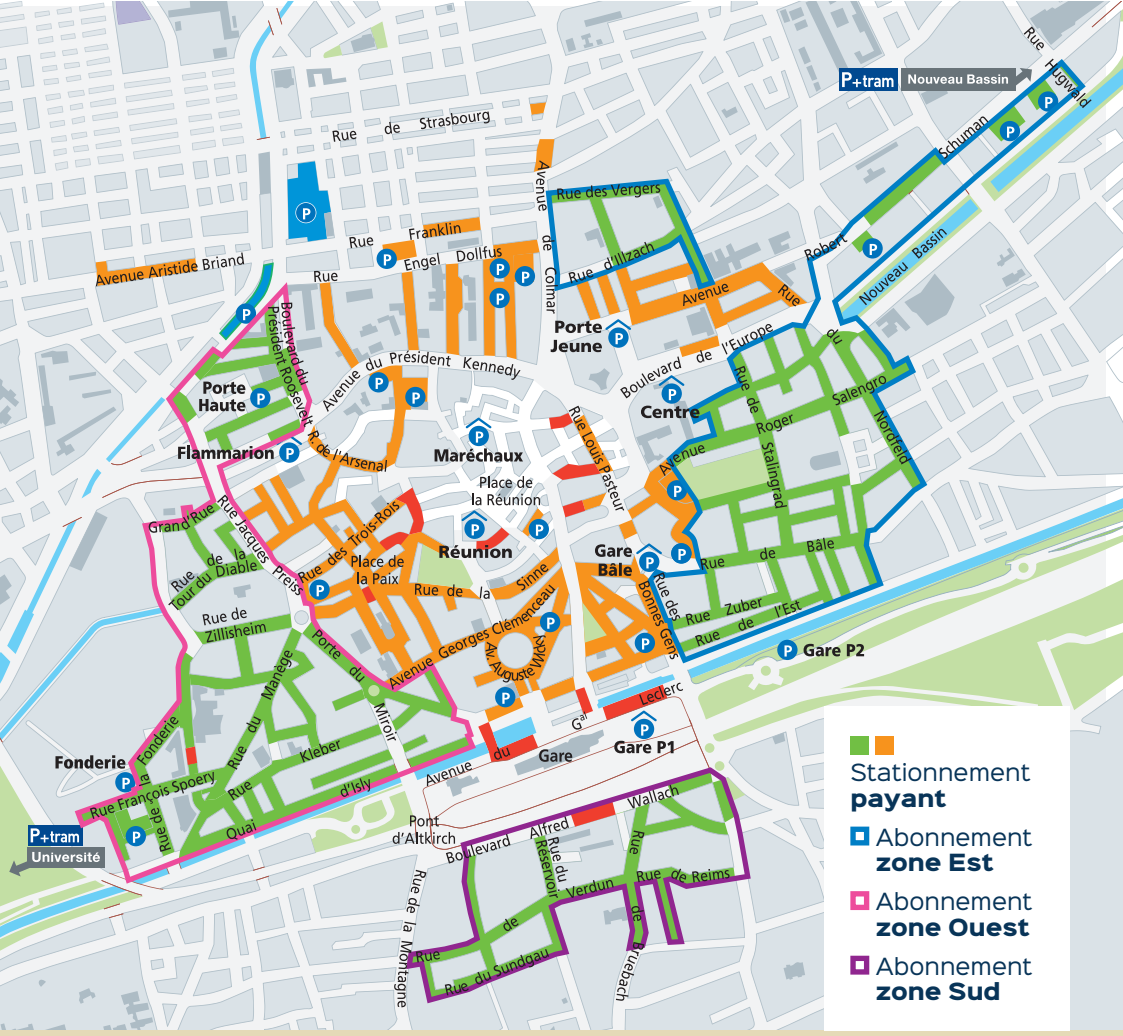 Rue Hugwald
P+tram Nouveau Bassin
Rue de Strasbourg
Schuman
P
P
Avenue de Colmar
Rue des Vergers
P
Rue Franklin
Robert
P
Nouveau Bassin
Avenue Aristide Briand
P
Rue Engel Dollfus
P
P
P
Rue d'Illzach
Avenue
Rue
P
Boulevard du
Président Roosevelt
Porte
Jeune
P
Boulevard de l'Europe
du
Avenue du Président Kennedy
P
P
Porte
Haute
P
P
Centre
Rue de Stalingrad
Avenue Roger Salengro
Nordfeld
Flammarion
P
R. de l'Arsenal
P
Maréchaux
Rue Louis Pasteur
Place de
la Réunion
P
Grand'Rue
Rue Jacques Preiss
Rue des Trois-Rois
P
Réunion
P
Gare
Bâle
P
P
Rue de la
Tour du Diable
Place de
la Paix
P
Rue de la Sinne
Rue de Bâle
Rue de
Zillisheim
Rue des
Bonnes Gens
Rue Zuber
Rue de l'Est
Porte du Miroir
Avenue Georges Clémenceau
P
Av. Auguste Wicky
P
P
Gare P2
P
Rue du Manège
Avenue du Gal Leclerc
Gare
P
Gare P1
Fonderie
P
Rue de la Fonderie
Rue Kleber
Rue François Spoery
P
Quai d'Isly
P+tram
Université
Pont
d'Altkirch
Boulevard Alfred Wallach
Rue du
Réservoir
Rue de Bruebach
Rue de Reims
Rue de Verdun
Rue du Sundgau
Rue de la Montagne
Stationnement
payant
Abonnement
zone Est
Abonnement
zone Ouest
Abonnement
zone Sud